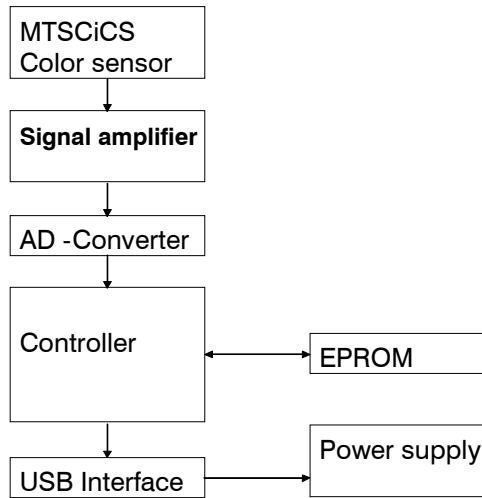 MTSCiCS
Color sensor
Signal amplifier
AD -Converter
Controller
EPROM
Power supply
USB Interface